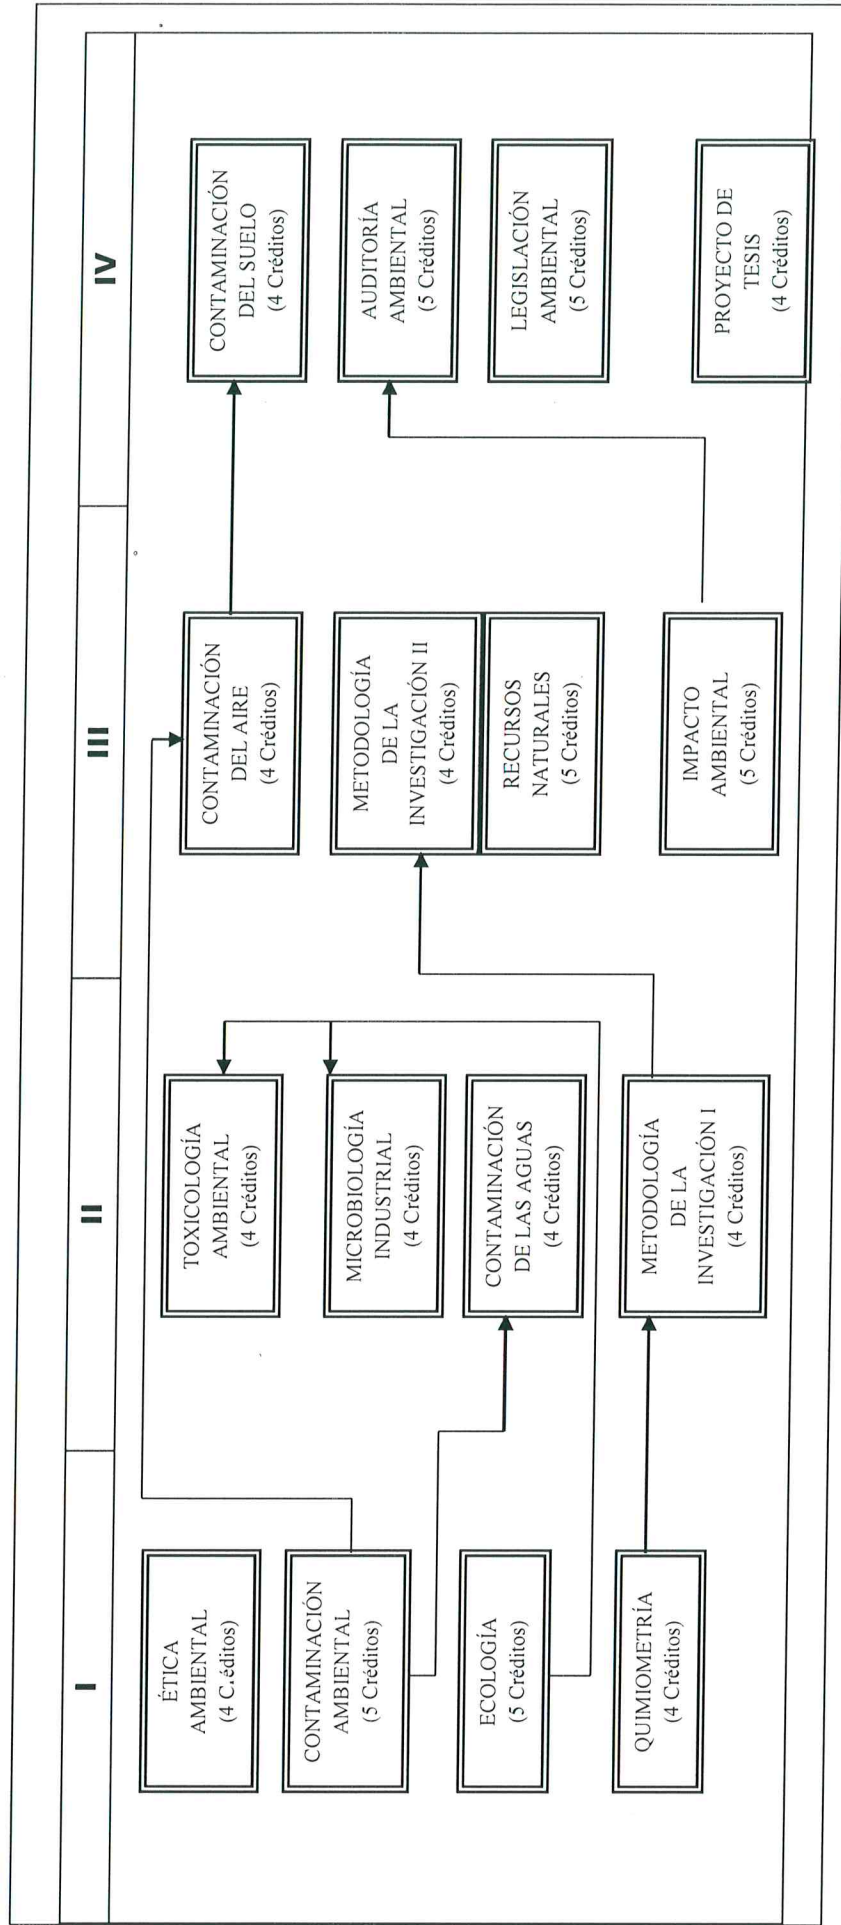 I
II
III
IV
ÉTICA
AMBIENTAL
(4 C.éditos)
CONTAMINACIÓN
AMBIENTAL
(5 Créditos)
ECOLOGÍA
(5 Créditos)
QUIMIOMETRÍA
(4 Créditos)
TOXICOLOGÍA
AMBIENTAL
(4 Créditos)
MICROBIOLOGÍA
INDUSTRIAL
(4 Créditos)
CONTAMINACIÓN
DE LAS AGUAS
(4 Créditos)
METODOLOGÍA
DE LA
INVESTIGACIÓN I
(4 Créditos)
CONTAMINACIÓN
DEL AIRE
(4 Créditos)
METODOLOGÍA
DE LA
INVESTIGACIÓN II
(4 Créditos)
RECURSOS
NATURALES
(5 Créditos)
IMPACTO
AMBIENTAL
(5 Créditos)
CONTAMINACIÓN
DEL SUELO
(4 Créditos)
AUDITORÍA
AMBIENTAL
(5 Créditos)
LEGISLACIÓN
AMBIENTAL
(5 Créditos)
PROYECTO DE
TESIS
(4 Créditos)